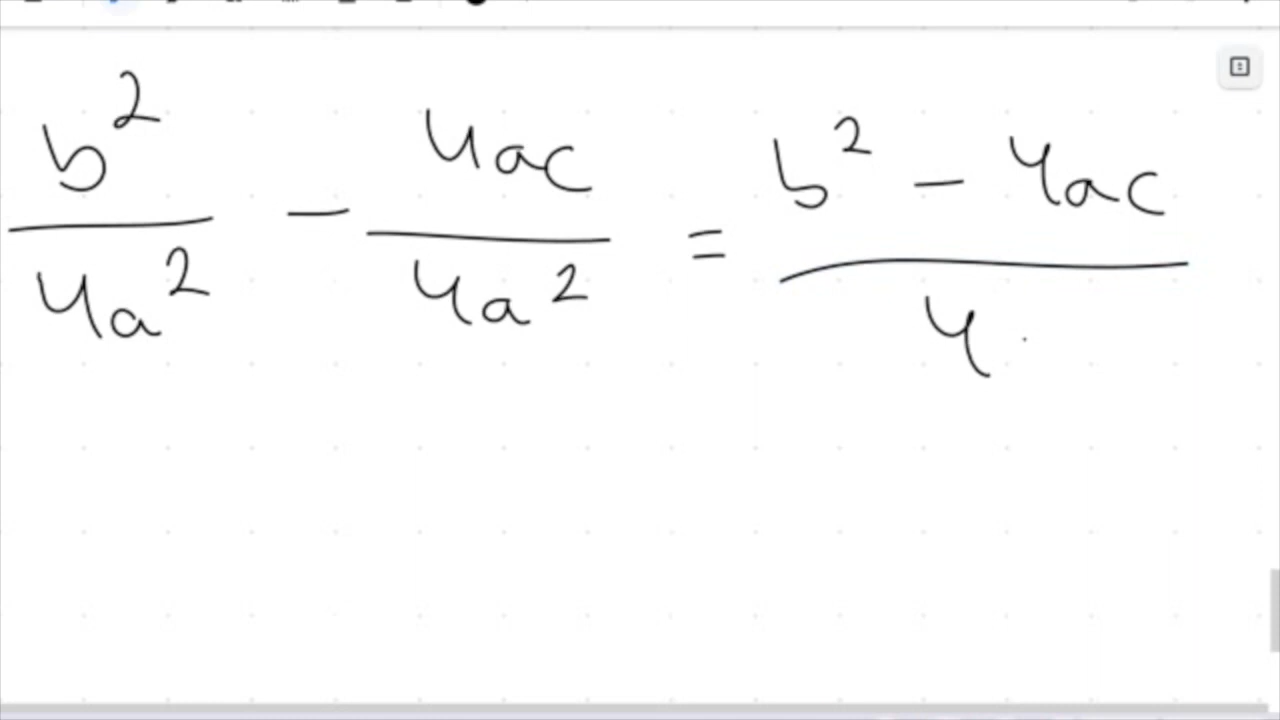 b²/4a² - 4ac/4a² = b² - 4ac/4